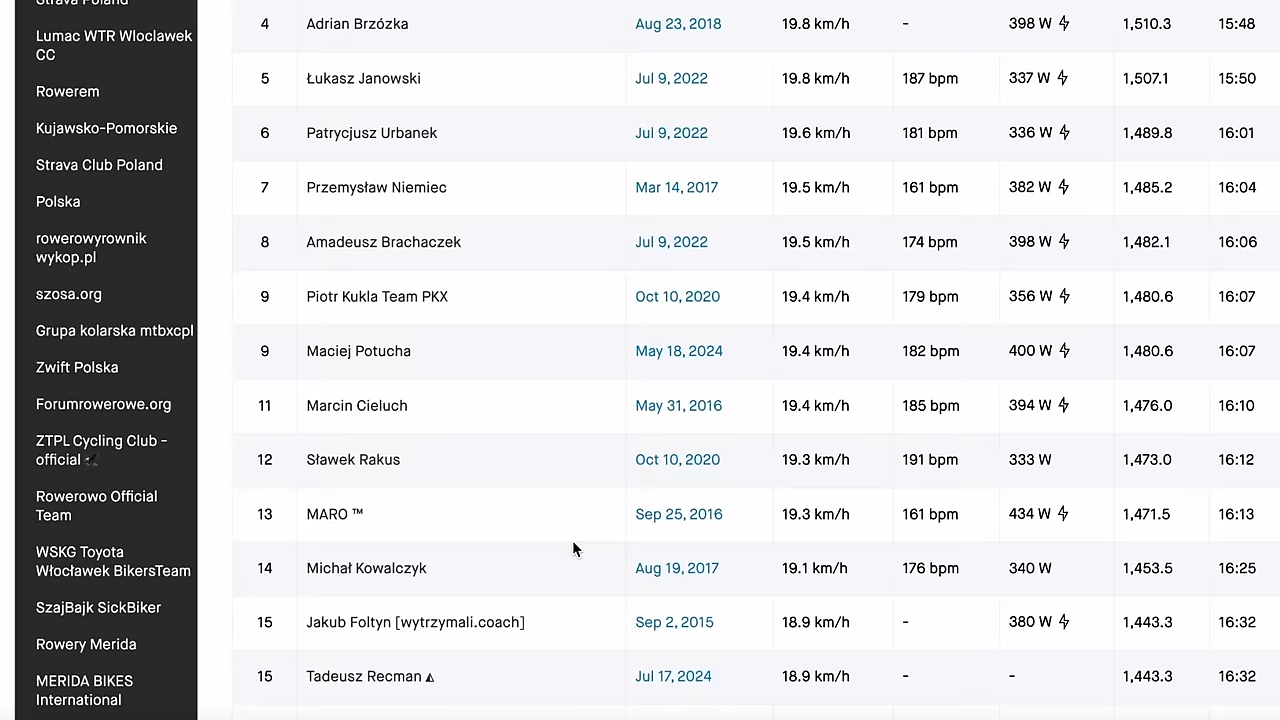 Strava Poland
Lumac WTR Wloclawek
CC
Rowerem
Kujawsko-Pomorskie
Strava Club Poland
Polska
rowerowyrownik
wykop.pl
szosa.org
Grupa kolarska mtbxcpl
Zwift Polska
Forumrowerowe.org
ZTPL Cycling Club -
official
Rowerowo Official
Team
WSKG Toyota
Włocławek BikersTeam
SzajBajk SickBiker
Rowery Merida
MERIDA BIKES
International
4 Adrian Brzózka Aug 23, 2018 19.8 km/h - 398 W 1,510.3 15:48
5 Łukasz Janowski Jul 9, 2022 19.8 km/h 187 bpm 337 W 1,507.1 15:50
6 Patrycjusz Urbanek Jul 9, 2022 19.6 km/h 181 bpm 336 W 1,489.8 16:01
7 Przemysław Niemiec Mar 14, 2017 19.5 km/h 161 bpm 382 W 1,485.2 16:04
8 Amadeusz Brachaczek Jul 9, 2022 19.5 km/h 174 bpm 398 W 1,482.1 16:06
9 Piotr Kukla Team PKX Oct 10, 2020 19.4 km/h 179 bpm 356 W 1,480.6 16:07
9 Maciej Potucha May 18, 2024 19.4 km/h 182 bpm 400 W 1,480.6 16:07
11 Marcin Cieluch May 31, 2016 19.4 km/h 185 bpm 394 W 1,476.0 16:10
12 Sławek Rakus Oct 10, 2020 19.3 km/h 191 bpm 333 W 1,473.0 16:12
13 MARO ™ Sep 25, 2016 19.3 km/h 161 bpm 434 W 1,471.5 16:13
14 Michał Kowalczyk Aug 19, 2017 19.1 km/h 176 bpm 340 W 1,453.5 16:25
15 Jakub Foltyn [wytrzymali.coach] Sep 2, 2015 18.9 km/h - 380 W 1,443.3 16:32
15 Tadeusz Recman Jul 17, 2024 18.9 km/h - - 1,443.3 16:32